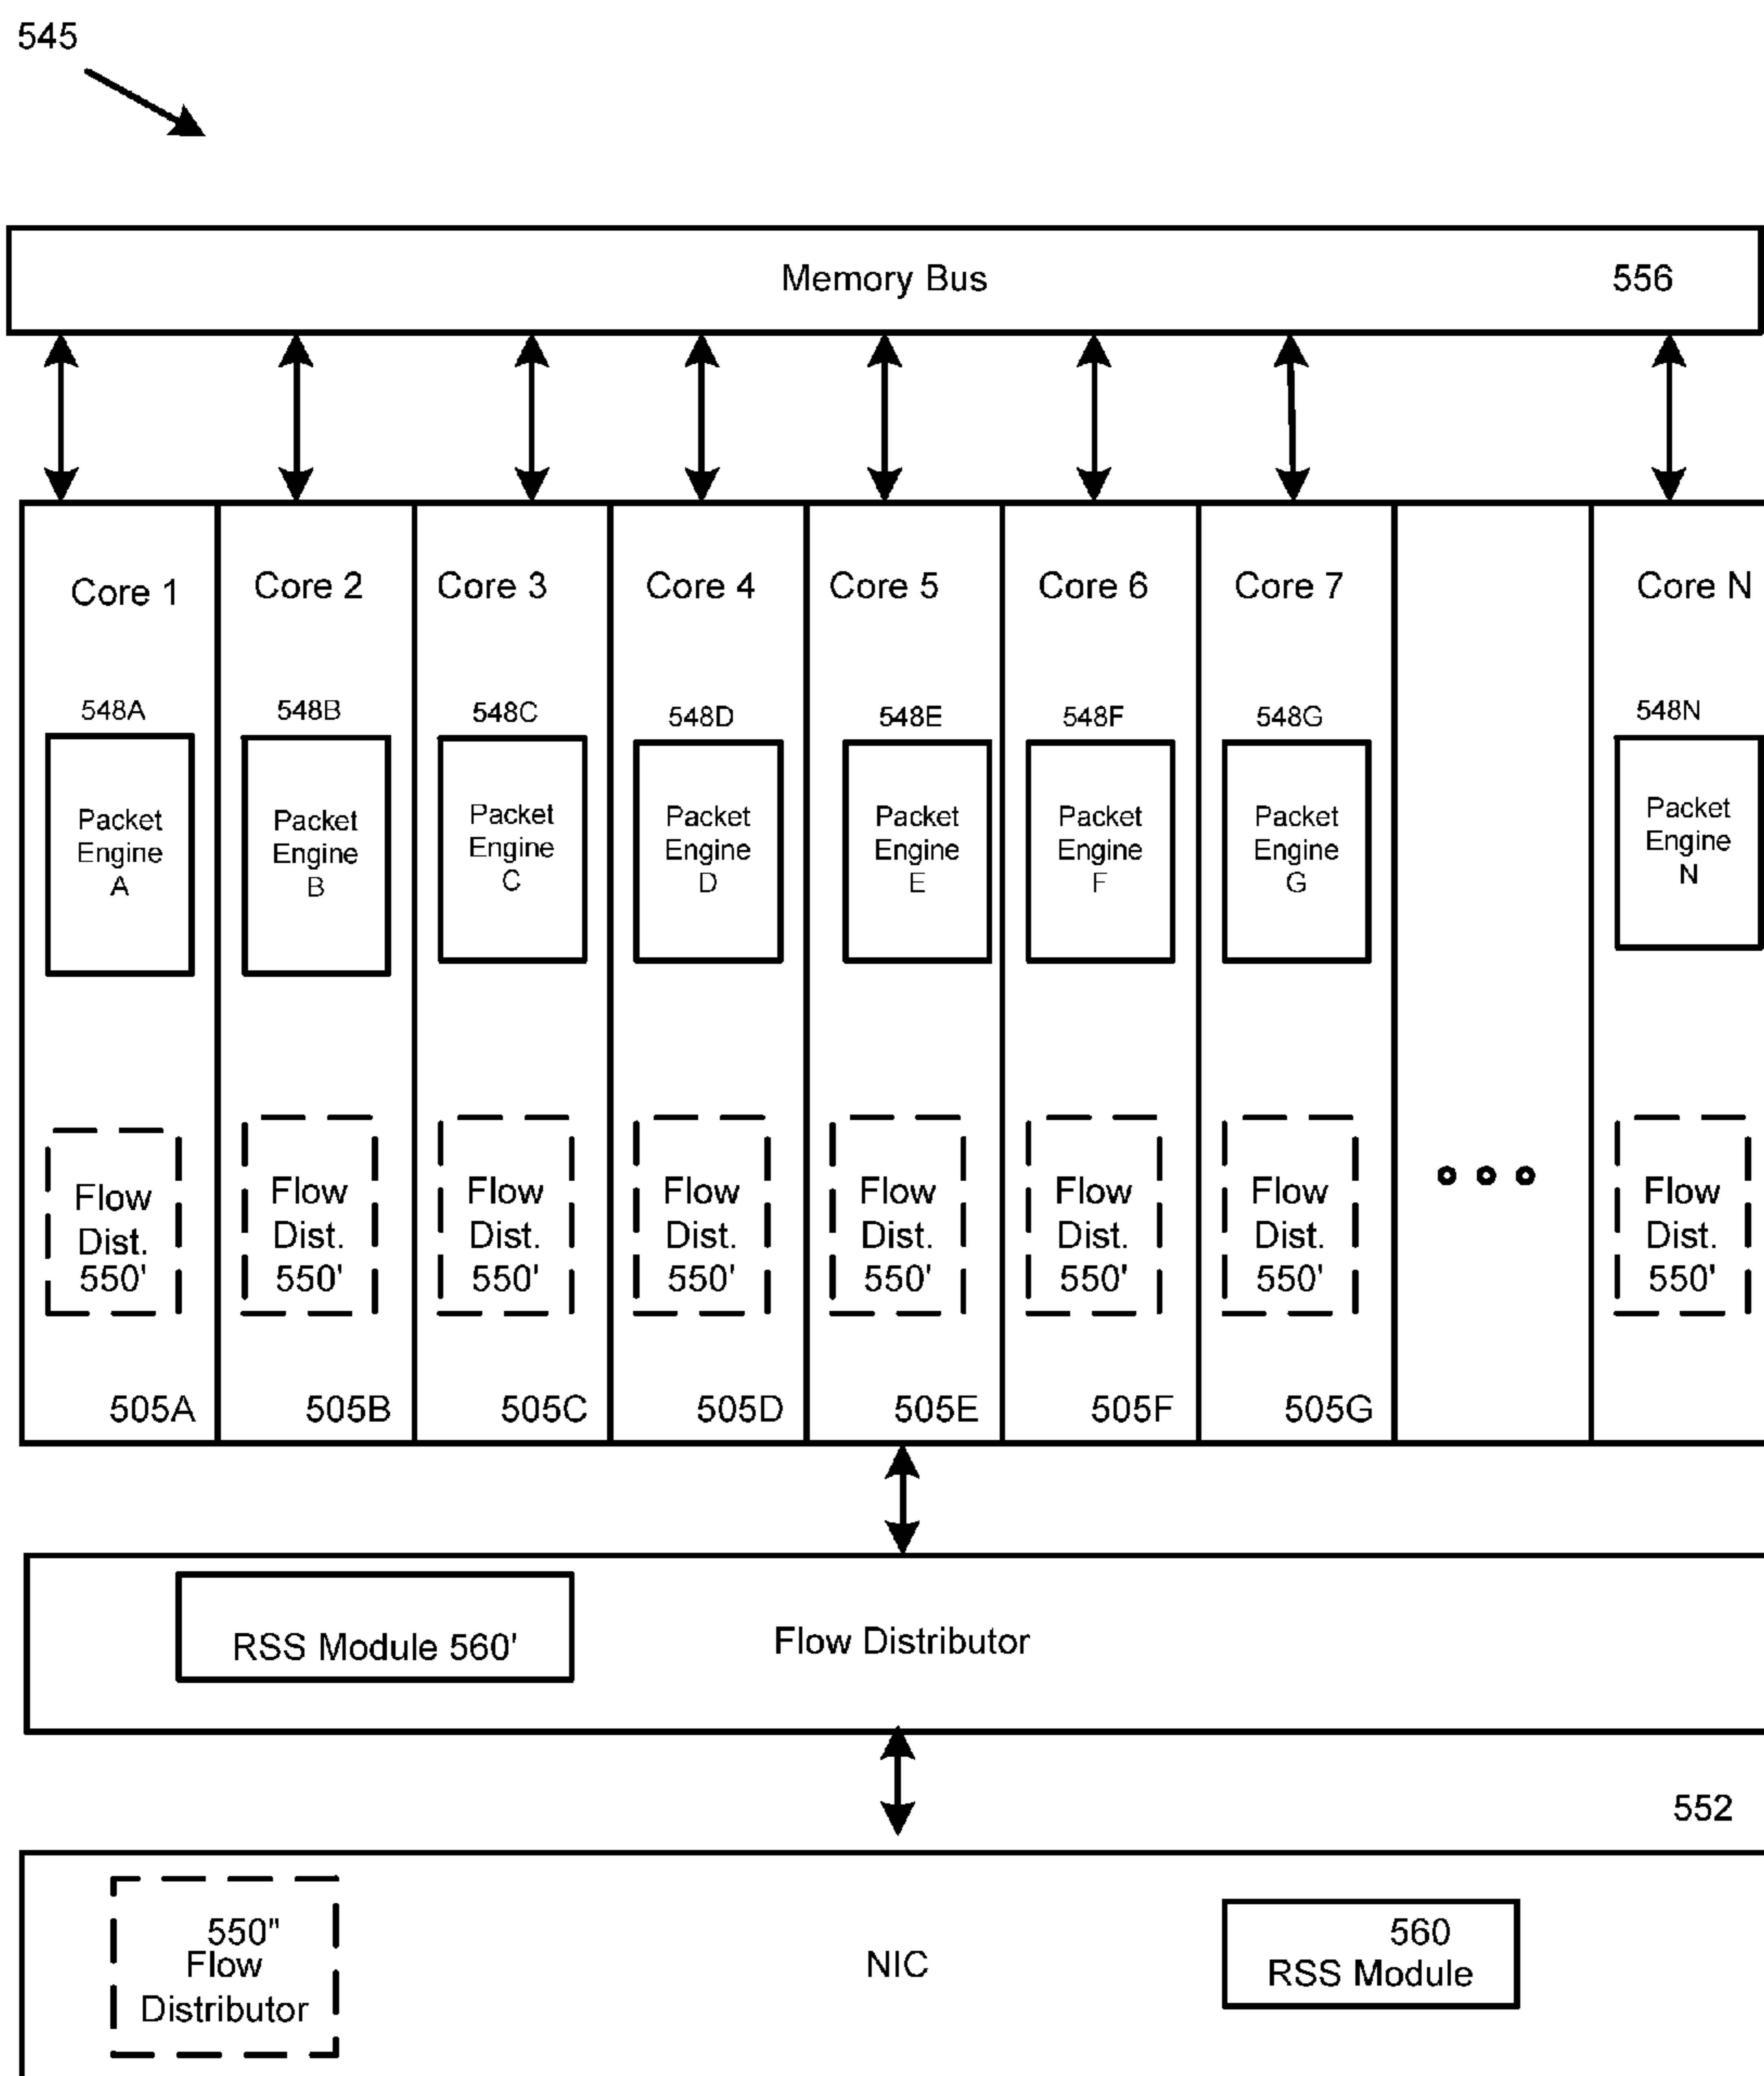 545
Memory Bus 556
Core 1 Core 2 Core 3 Core 4 Core 5 Core 6 Core 7 Core N
548A 548B 548C 548D 548E 548F 548G 548N
Packet Packet Packet Packet Packet Packet Packet Packet
Engine Engine Engine Engine Engine Engine Engine Engine
A B C D E F G N
Flow Flow Flow Flow Flow Flow Flow Flow
Dist. Dist. Dist. Dist. Dist. Dist. Dist. Dist.
550' 550' 550' 550' 550' 550' 550' 550'
505A 505B 505C 505D 505E 505F 505G
RSS Module 560' Flow Distributor
552
550" 560
Flow NIC RSS Module
Distributor